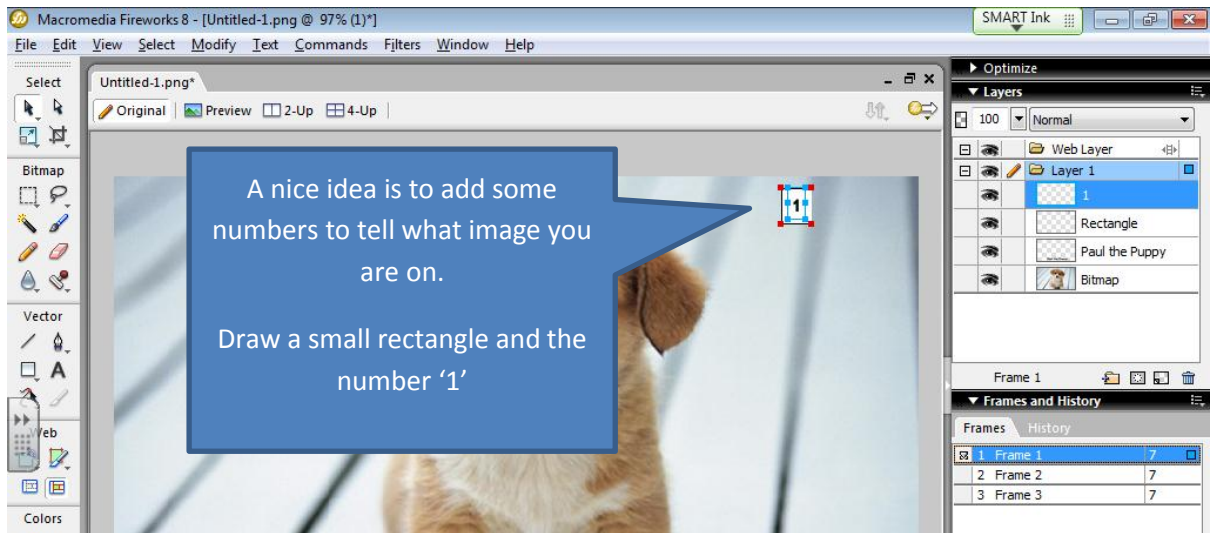 Macromedia Fireworks 8 - [Untitled-1.png @ 97% (1)*]
SMART Ink
File Edit View Select Modify Text Commands Filters Window Help
Select
Bitmap
Vector
A
Web
Colors
Untitled-1.png*
Original Preview 2-Up 4-Up
A nice idea is to add some
numbers to tell what image you
are on.
Draw a small rectangle and the
number ‘1’
1
Optimize
Layers
100 Normal
Web Layer
Layer 1
1
Rectangle
Paul the Puppy
Bitmap
Frame 1
Frames and History
Frames History
1 Frame 1 7
2 Frame 2 7
3 Frame 3 7